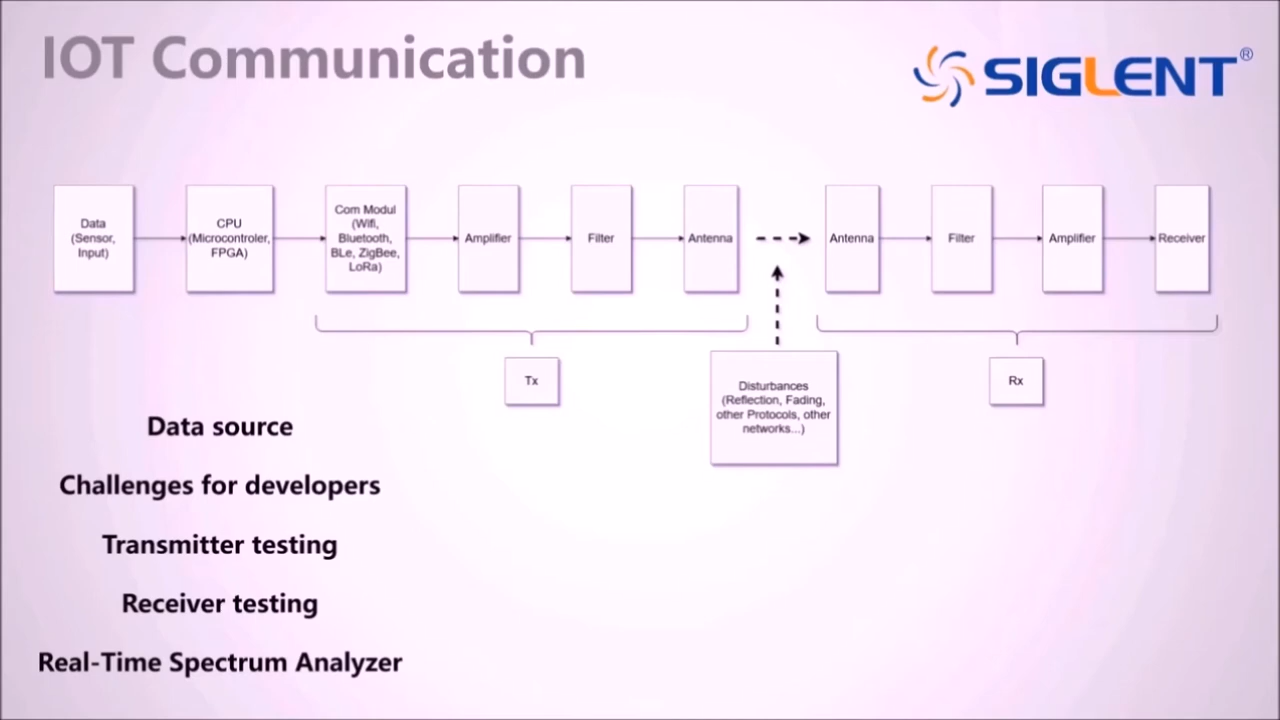 IOT Communication
SIGLENT®
Data
(Sensor,
Input)
CPU
(Microcontroler,
FPGA)
Com Modul
(Wifi,
Bluetooth,
BLe, ZigBee,
LoRa)
Amplifier
Filter
Antenna
Antenna
Filter
Amplifier
Receiver
Tx
Disturbances
(Reflection, Fading,
other Protocols, other
networks...)
Rx
Data source
Challenges for developers
Transmitter testing
Receiver testing
Real-Time Spectrum Analyzer